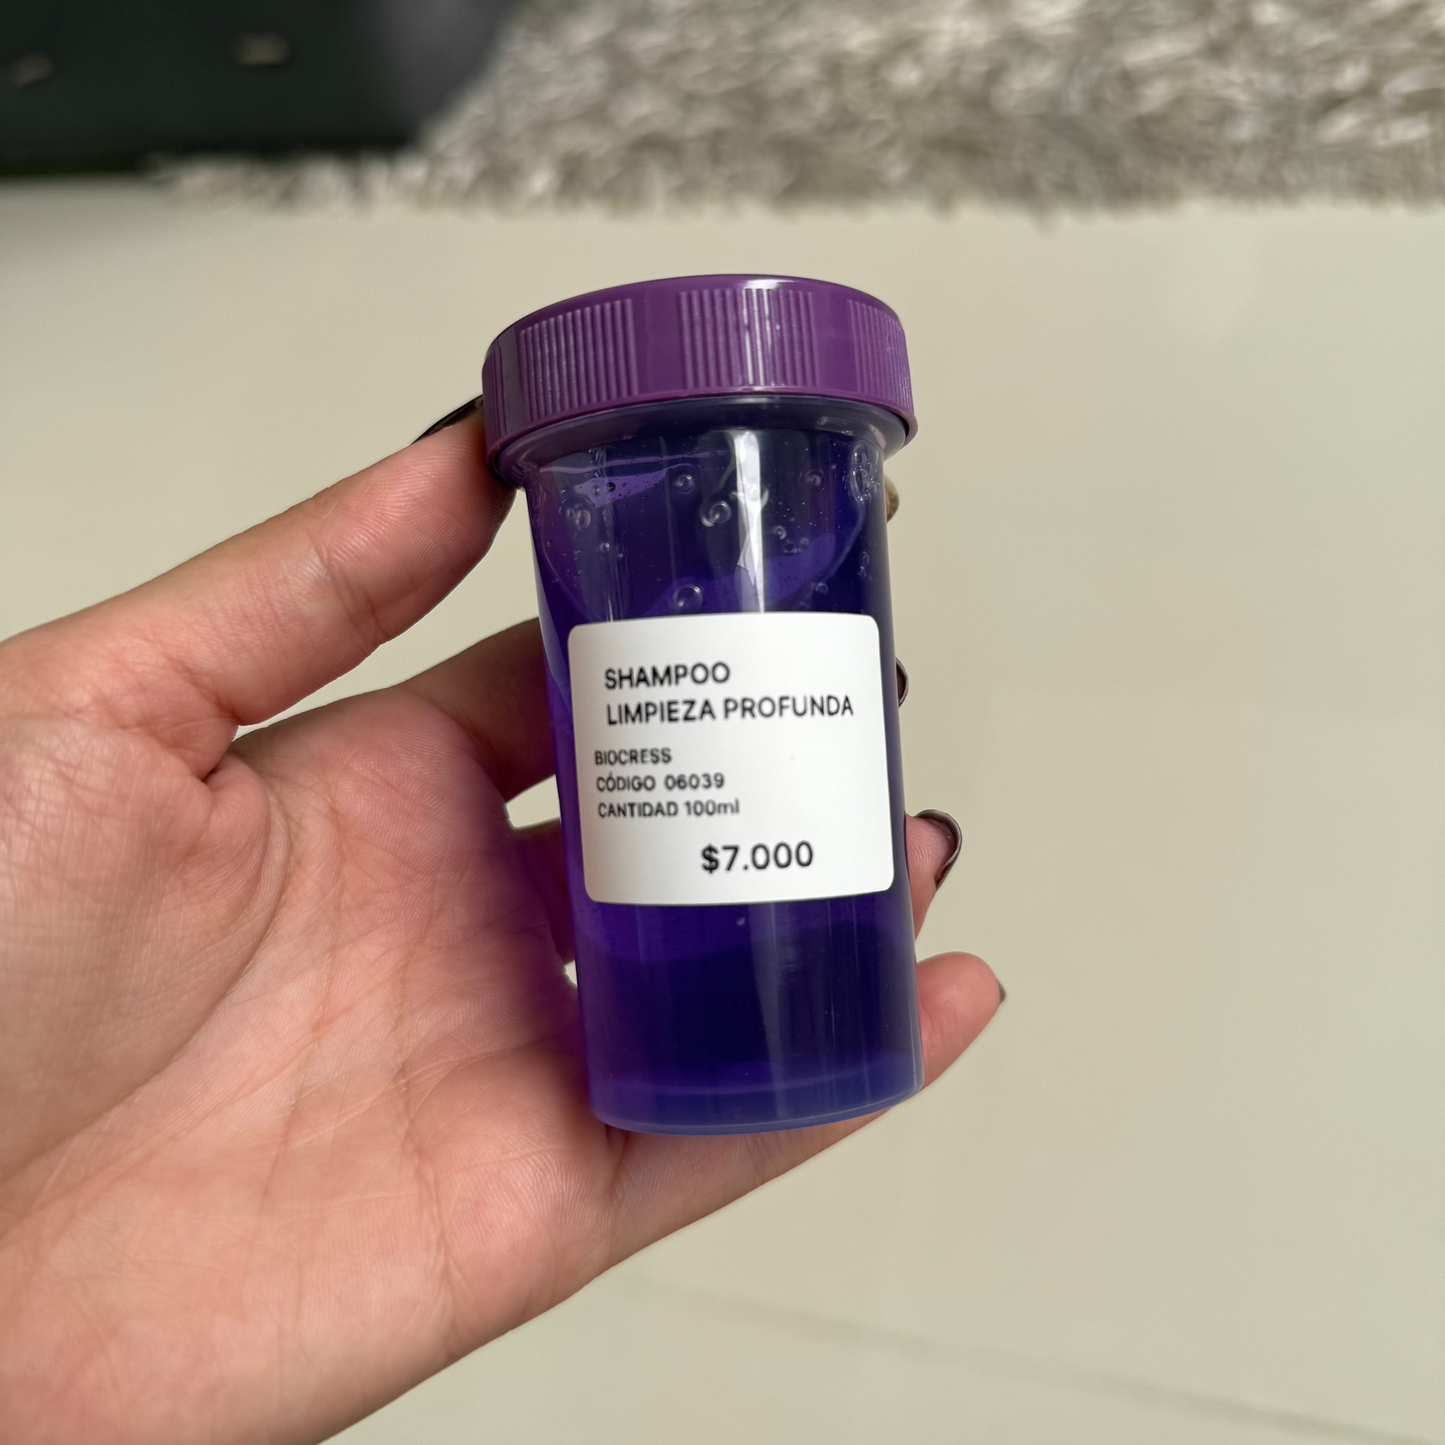 SHAMPOO
LIMPIEZA PROFUNDA
BIOCRESS
CÓDIGO 06039
CANTIDAD 100ml
$7.000